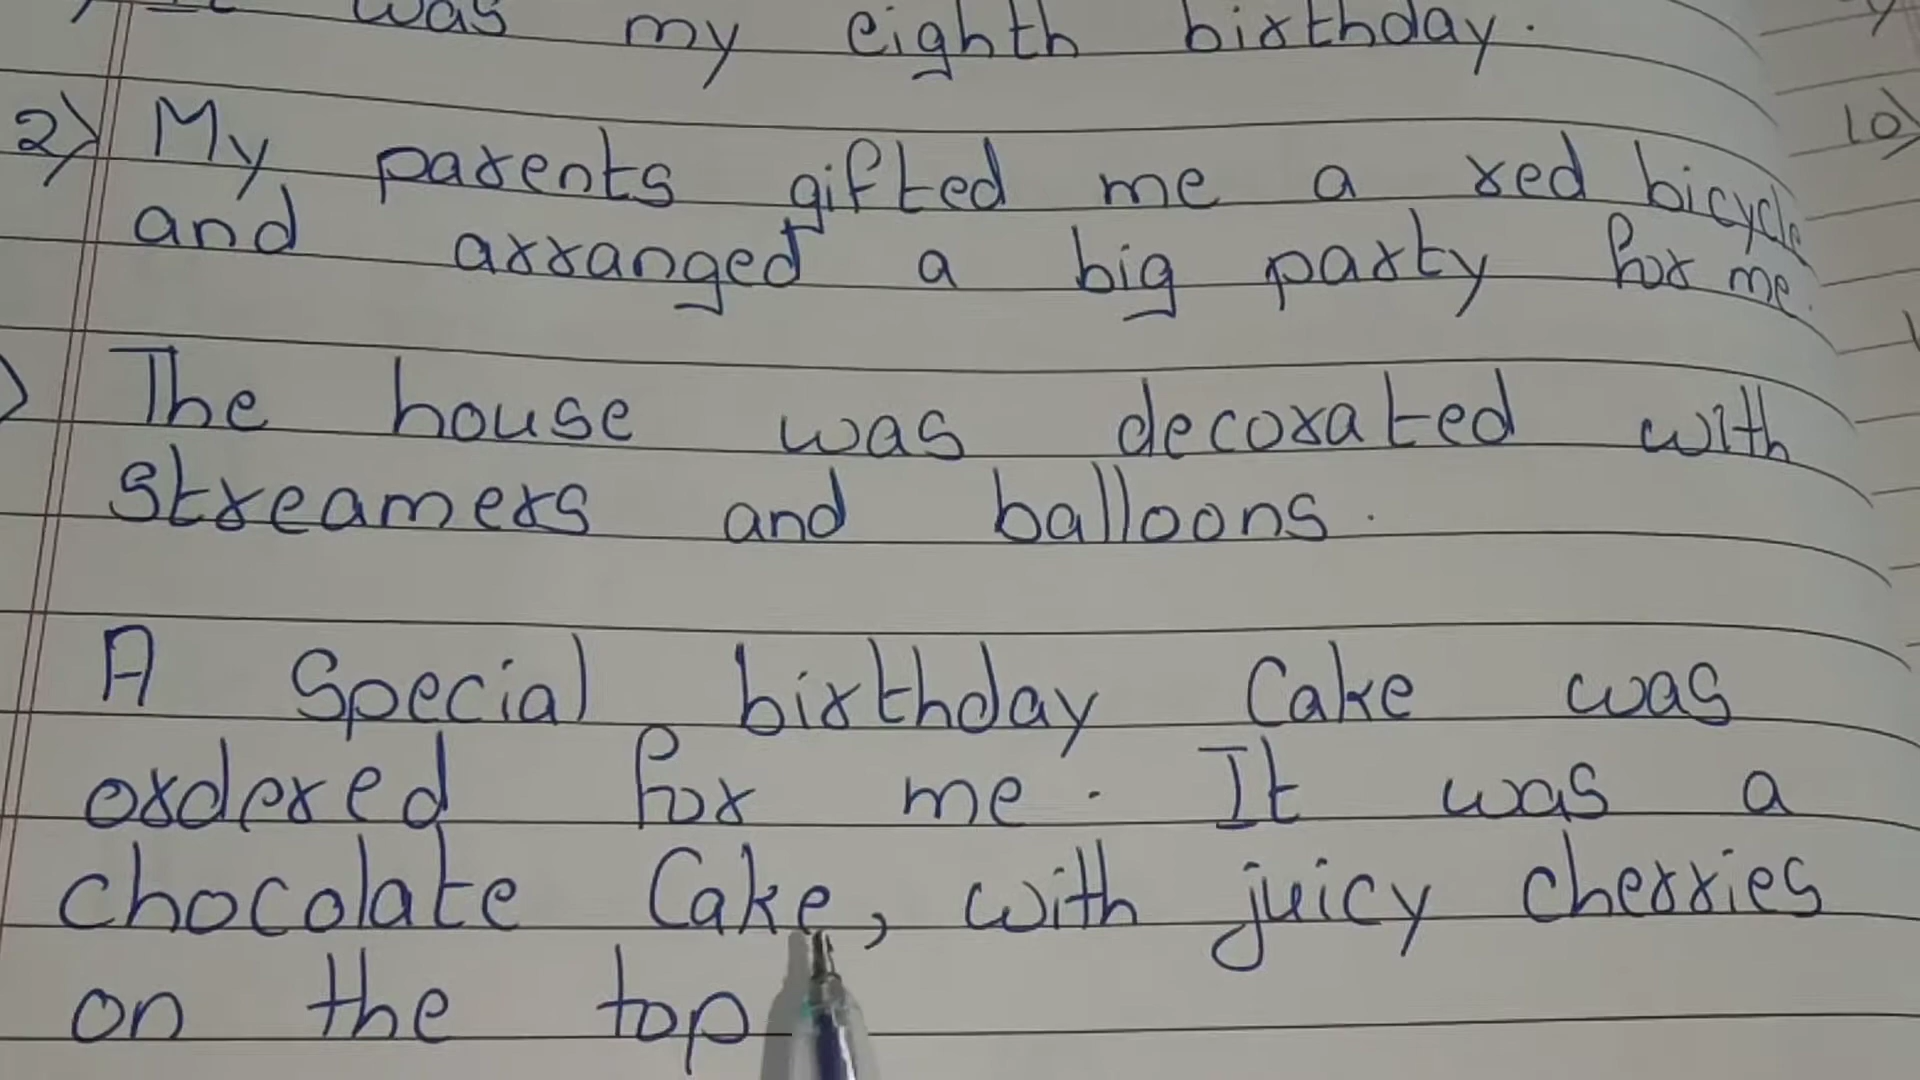 It was my eighth birthday.
2) My parents gifted me a red bicycle
and arranged a big party for me.
) The house was decorated with
streamers and balloons.
A Special birthday Cake was
ordered for me. It was a
chocolate Cake, with juicy cherries
on the top
10)